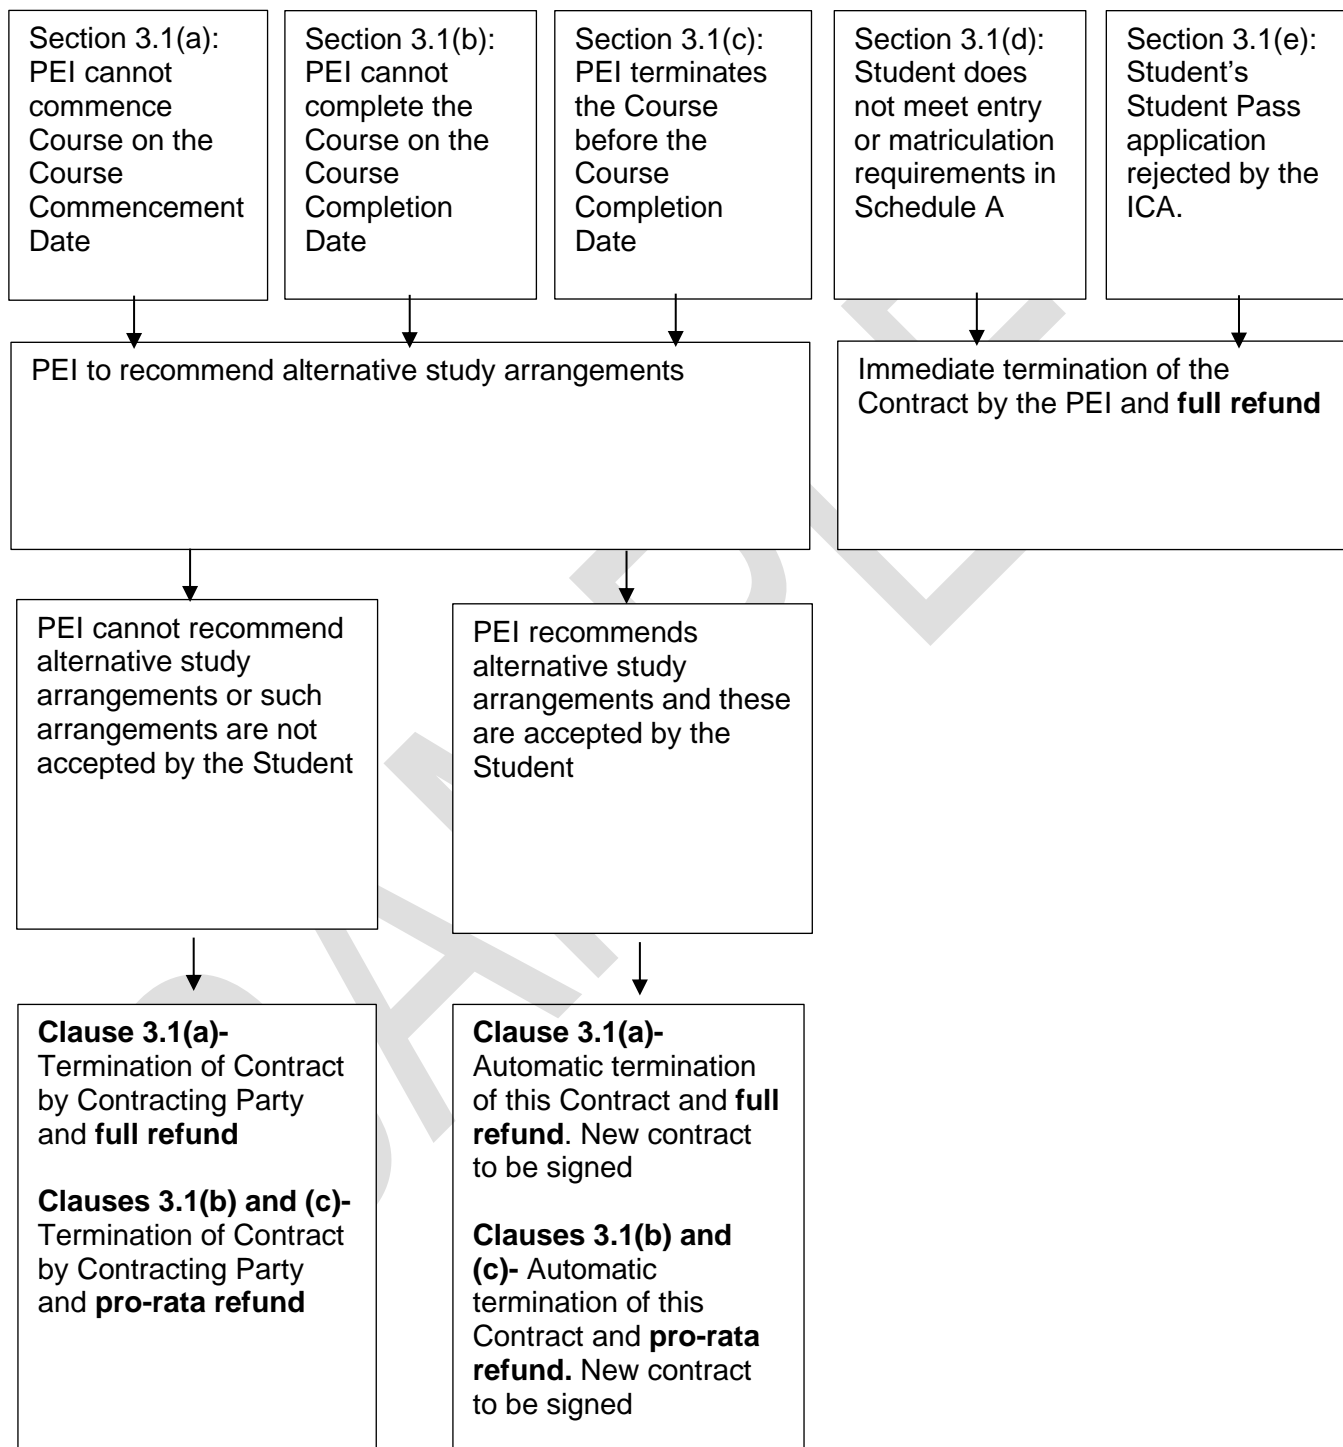 Section 3.1(a):
PEI cannot
commence
Course on the
Course
Commencement
Date
Section 3.1(b):
PEI cannot
complete the
Course on the
Course
Completion
Date
Section 3.1(c):
PEI terminates
the Course
before the
Course
Completion
Date
Section 3.1(d):
Student does
not meet entry
or matriculation
requirements in
Schedule A
Section 3.1(e):
Student’s
Student Pass
application
rejected by the
ICA.
PEI to recommend alternative study arrangements
Immediate termination of the
Contract by the PEI and full refund
PEI cannot recommend
alternative study
arrangements or such
arrangements are not
accepted by the Student
PEI recommends
alternative study
arrangements and these
are accepted by the
Student
Clause 3.1(a)-
Termination of Contract
by Contracting Party
and full refund
Clauses 3.1(b) and (c)-
Termination of Contract
by Contracting Party
and pro-rata refund
Clause 3.1(a)-
Automatic termination
of this Contract and full
refund. New contract
to be signed
Clauses 3.1(b) and
(c)- Automatic
termination of this
Contract and pro-rata
refund. New contract
to be signed
SAMPLE